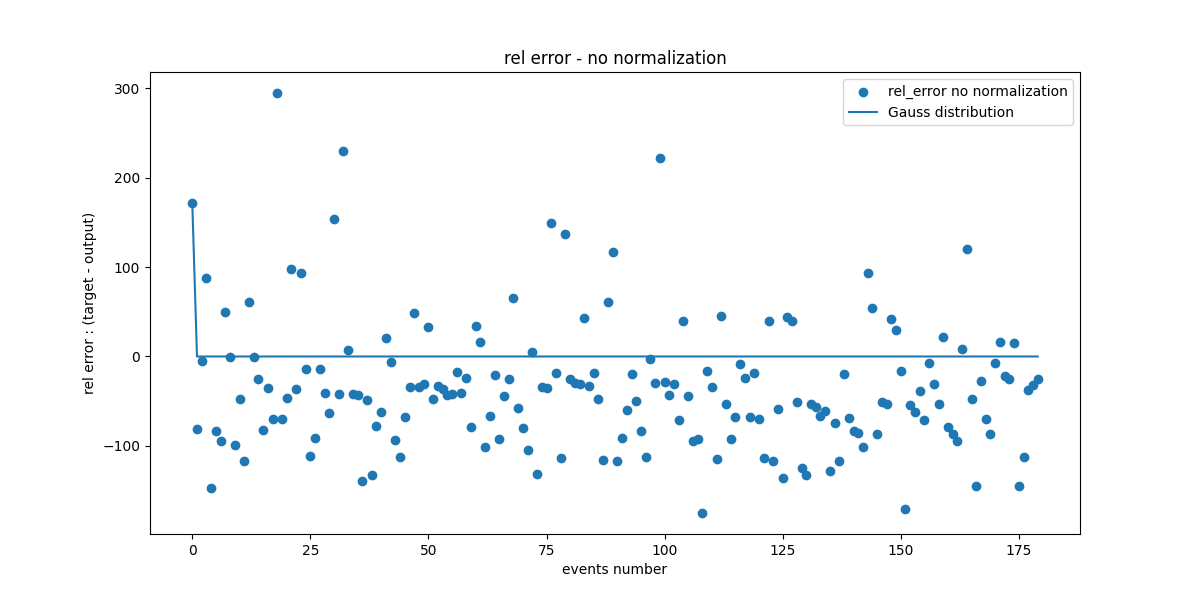 rel error - no normalization
rel_error no normalization
Gauss distribution
rel error : (target - output)
300
200
100
0
−100
0
25
50
75
100
125
150
175
events number